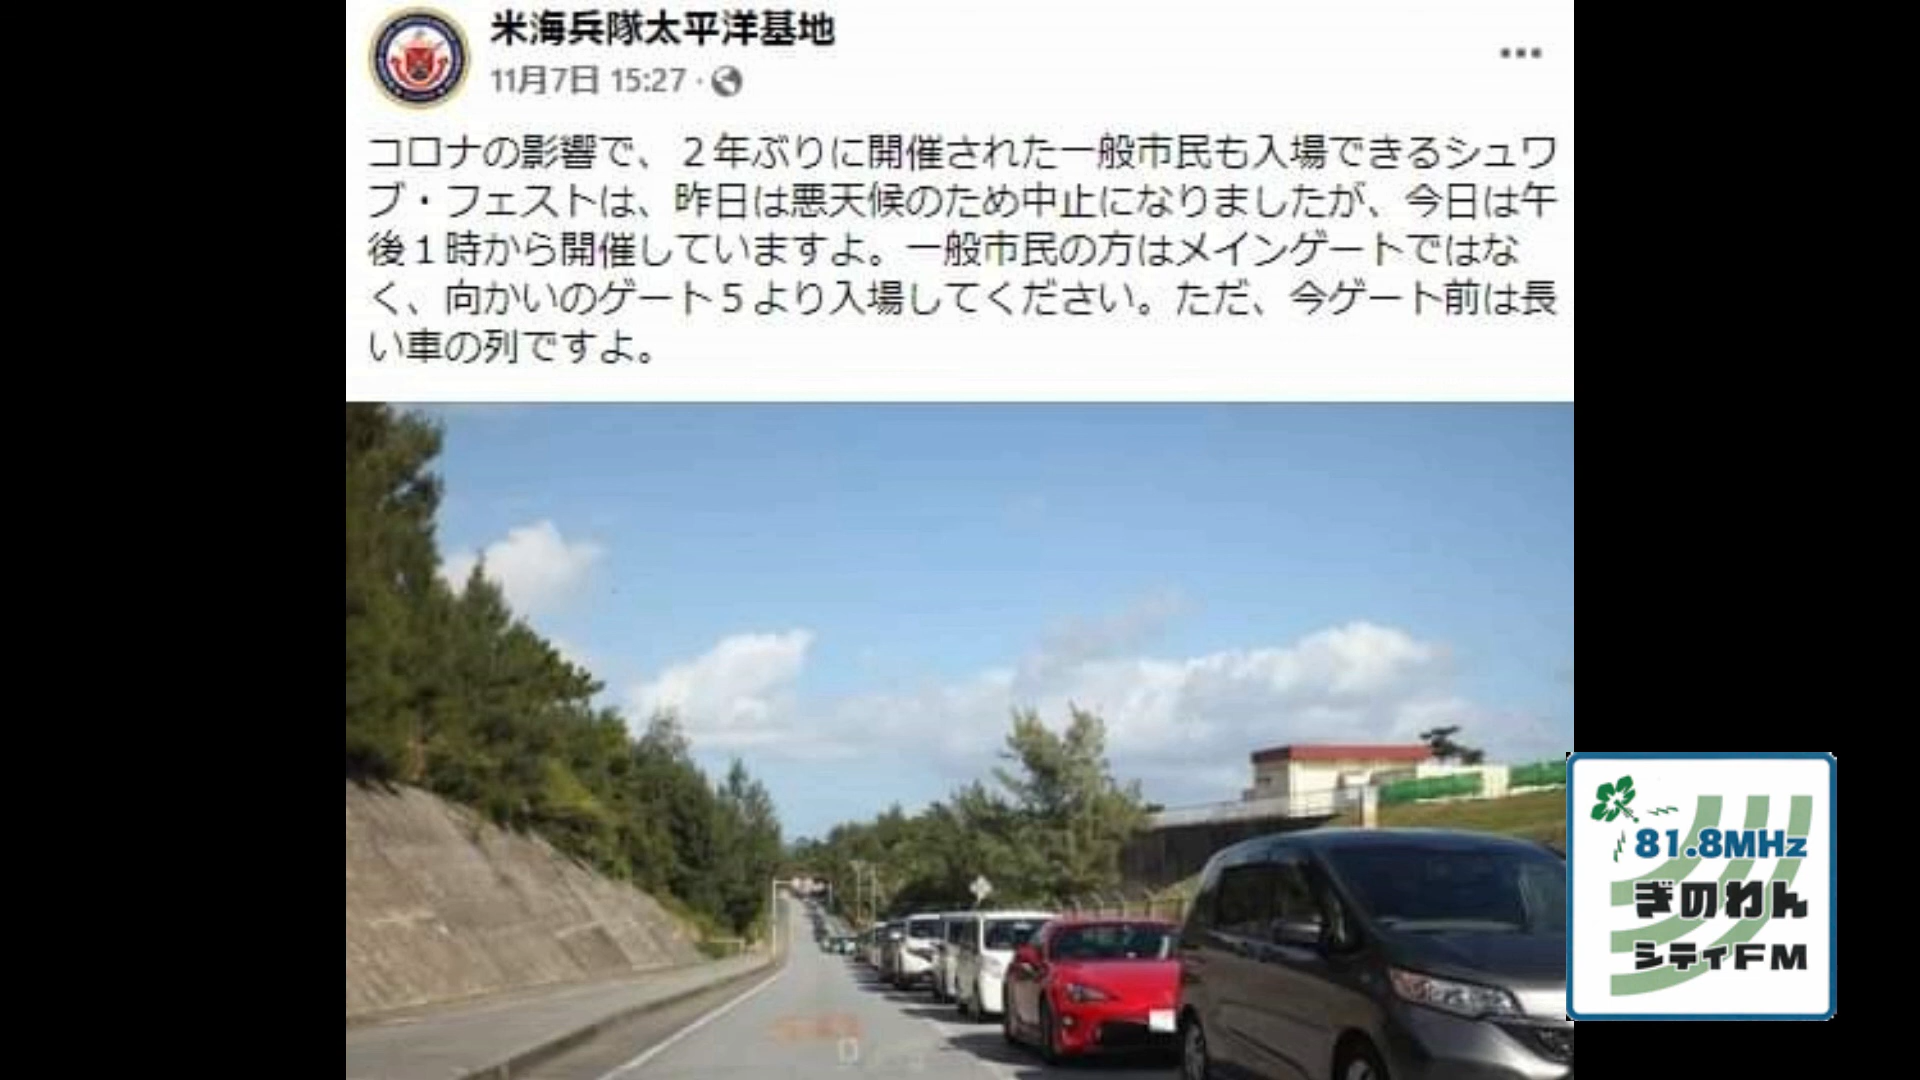 米海兵隊太平洋基地
11月7日 15:27 ·
コロナの影響で、２年ぶりに開催された一般市民も入場できるシュワ
ブ・フェストは、昨日は悪天候のため中止になりましたが、今日は午
後１時から開催していますよ。一般市民の方はメインゲートではな
く、向かいのゲート５より入場してください。ただ、今ゲート前は長
い車の列ですよ。
81.8MHz
ぎのわん
シティFM